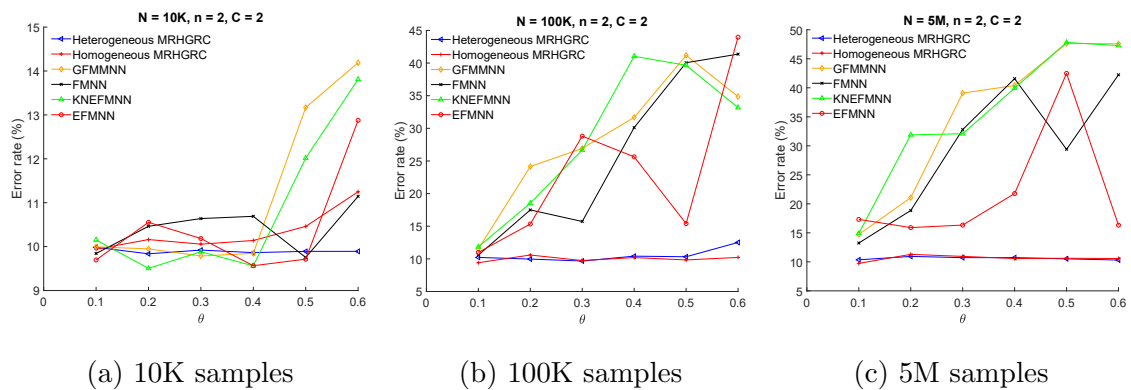 N = 10K, n = 2, C = 2
15
14
13
12
11
10
9
Error rate (%)
Heterogeneous MRHGRC
Homogeneous MRHGRC
GFMMNN
FMNN
KNEFMNN
EFMNN
0 0.1 0.2 0.3 0.4 0.5 0.6
θ
(a) 10K samples
N = 100K, n = 2, C = 2
45
40
35
30
25
20
15
10
5
Error rate (%)
Heterogeneous MRHGRC
Homogeneous MRHGRC
GFMMNN
FMNN
KNEFMNN
EFMNN
0 0.1 0.2 0.3 0.4 0.5 0.6
θ
(b) 100K samples
N = 5M, n = 2, C = 2
50
45
40
35
30
25
20
15
10
5
Error rate (%)
Heterogeneous MRHGRC
Homogeneous MRHGRC
GFMMNN
FMNN
KNEFMNN
EFMNN
0 0.1 0.2 0.3 0.4 0.5 0.6
θ
(c) 5M samples